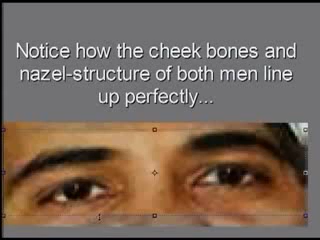 Notice how the cheek bones and
nazel-structure of both men line
up perfectly...